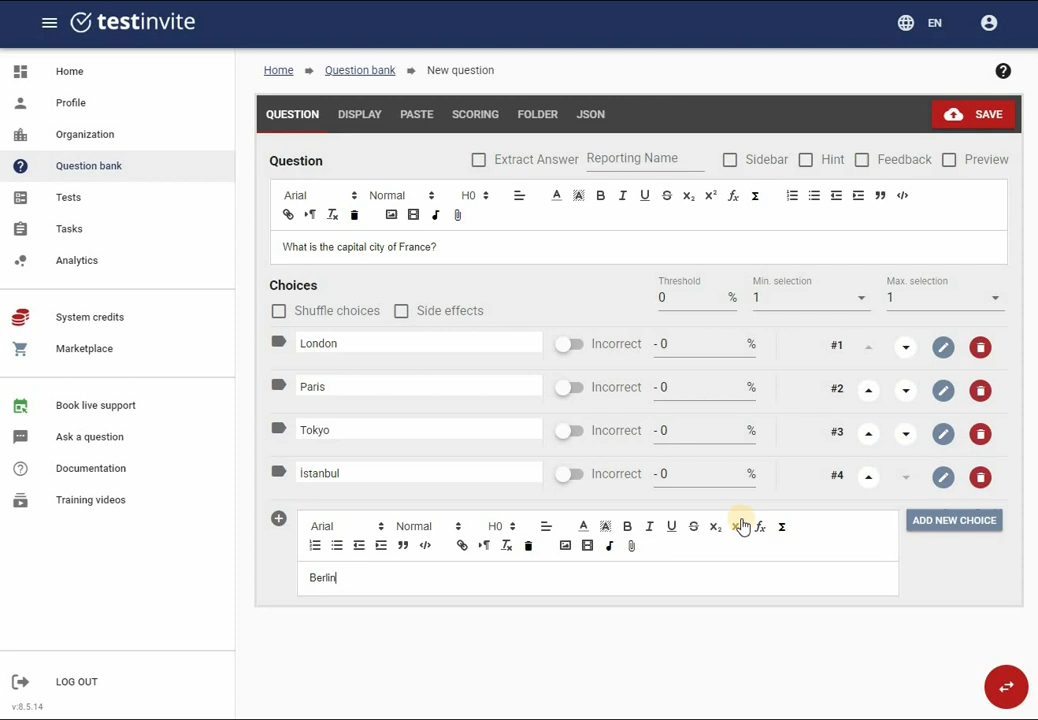 testinvite
EN
Home
Profile
Organization
Question bank
Tests
Tasks
Analytics
System credits
Marketplace
Book live support
Ask a question
Documentation
Training videos
LOG OUT
v:8.5.14
Home Question bank New question
QUESTION DISPLAY PASTE SCORING FOLDER JSON SAVE
Question Extract Answer Reporting Name Sidebar Hint Feedback Preview
Arial Normal H0
What is the capital city of France?
Choices
Threshold Min. selection Max. selection
0 % 1 1
Shuffle choices Side effects
London Incorrect - 0 % #1
Paris Incorrect - 0 % #2
Tokyo Incorrect - 0 % #3
İstanbul Incorrect - 0 % #4
Arial Normal H0
ADD NEW CHOICE
Berlin